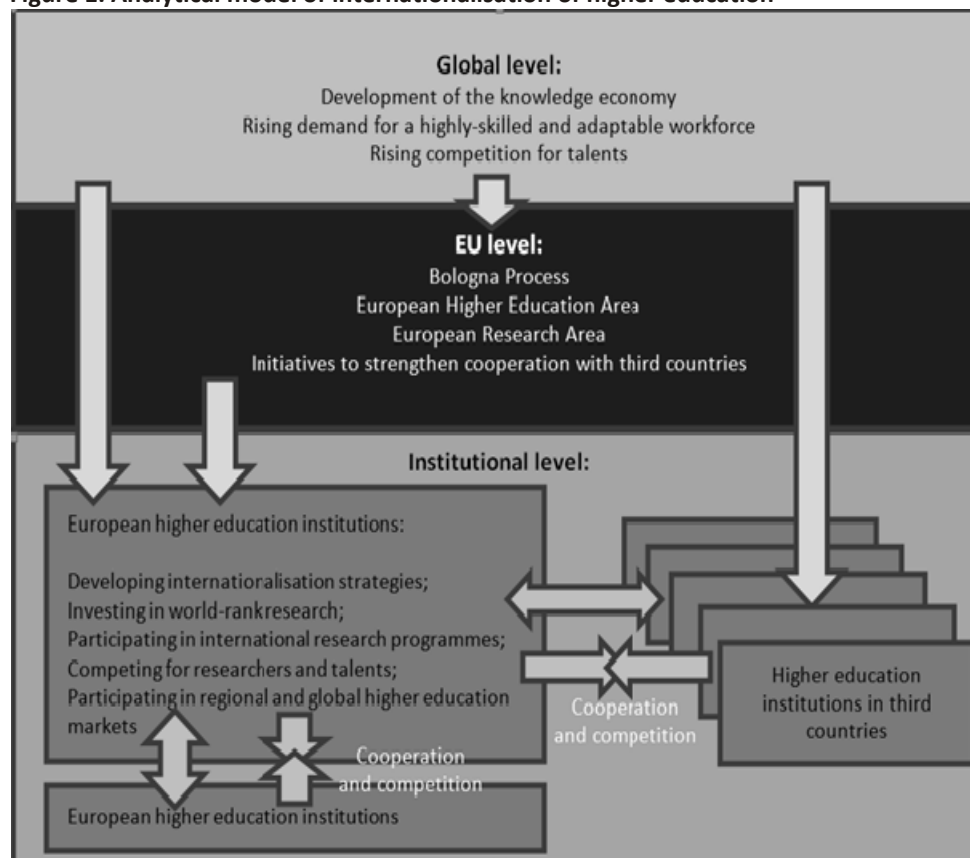 Figure 1. Analytical model of internationalisation of higher education
Global level:
Development of the knowledge economy
Rising demand for a highly-skilled and adaptable workforce
Rising competition for talents
EU level:
Bologna Process
European Higher Education Area
European Research Area
Initiatives to strengthen cooperation with third countries
Institutional level:
European higher education institutions:
Developing internationalisation strategies;
Investing in world-rank research;
Participating in international research programmes;
Competing for researchers and talents;
Participating in regional and global higher education
markets
Cooperation
and competition
European higher education institutions
Cooperation
and competition
Higher education
institutions in third
countries